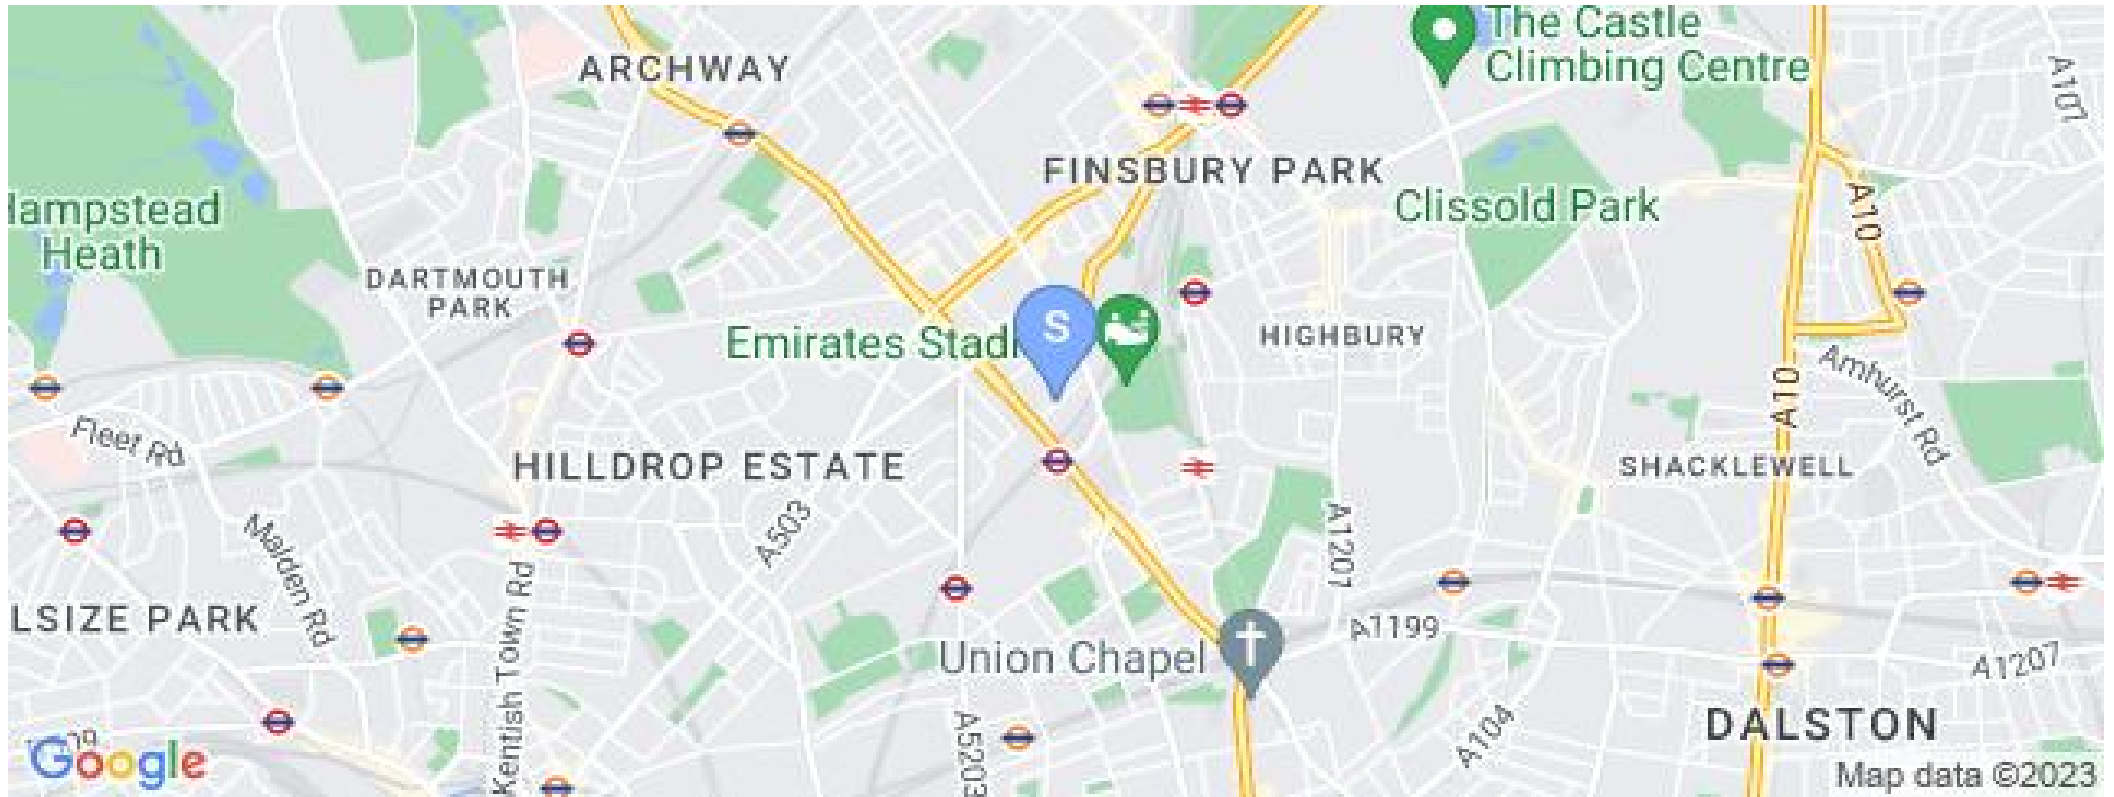 The Castle
Climbing Centre
ARCHWAY
A107
FINSBURY PARK
Clissold Park
A10
Hampstead
Heath
DARTMOUTH
PARK
Emirates Stadi
S
HIGHBURY
Amhurst Rd
A10
Fleet Rd
HILLDROP ESTATE
SHACKLEWELL
A503
A1201
Malden Rd
LSIZE PARK
Kentish Town Rd
Union Chapel
A1199
A1207
A5203
A104
DALSTON
Google
Map data ©2023